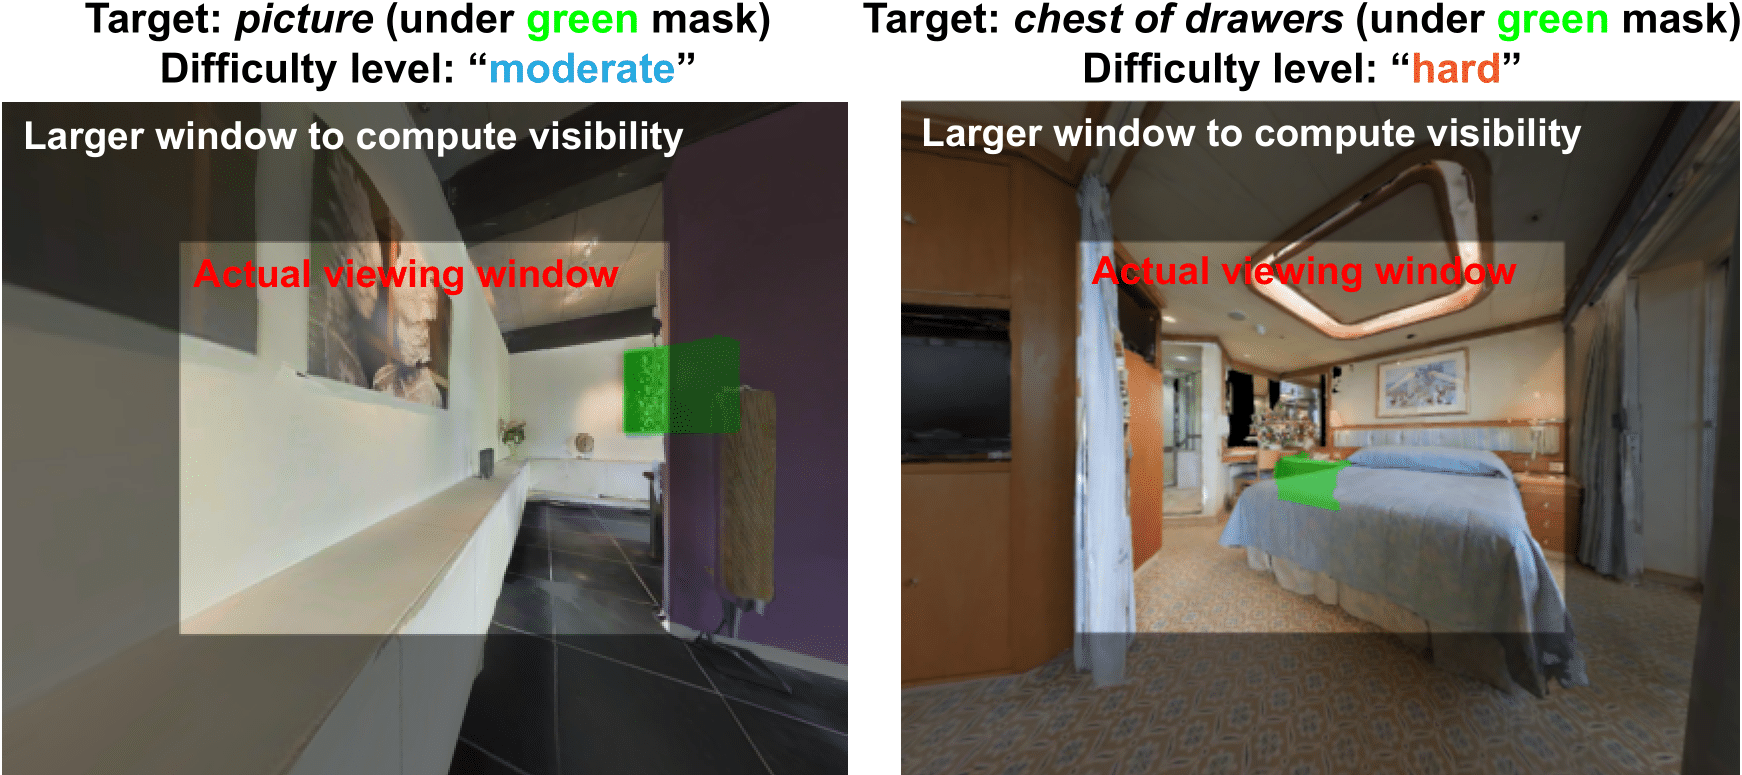 Target: picture (under green mask)
Difficulty level: “moderate”
Larger window to compute visibility
Actual viewing window
Target: chest of drawers (under green mask)
Difficulty level: “hard”
Larger window to compute visibility
Actual viewing window